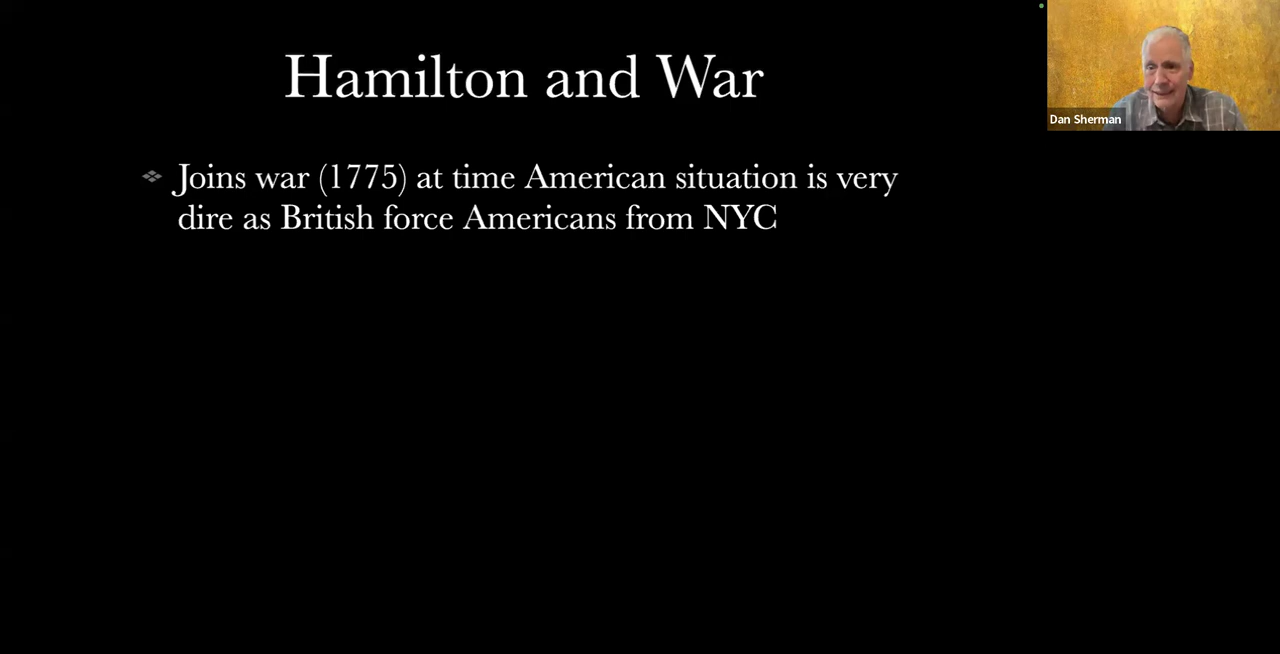 Hamilton and War
Dan Sherman
Joins war (1775) at time American situation is very
dire as British force Americans from NYC